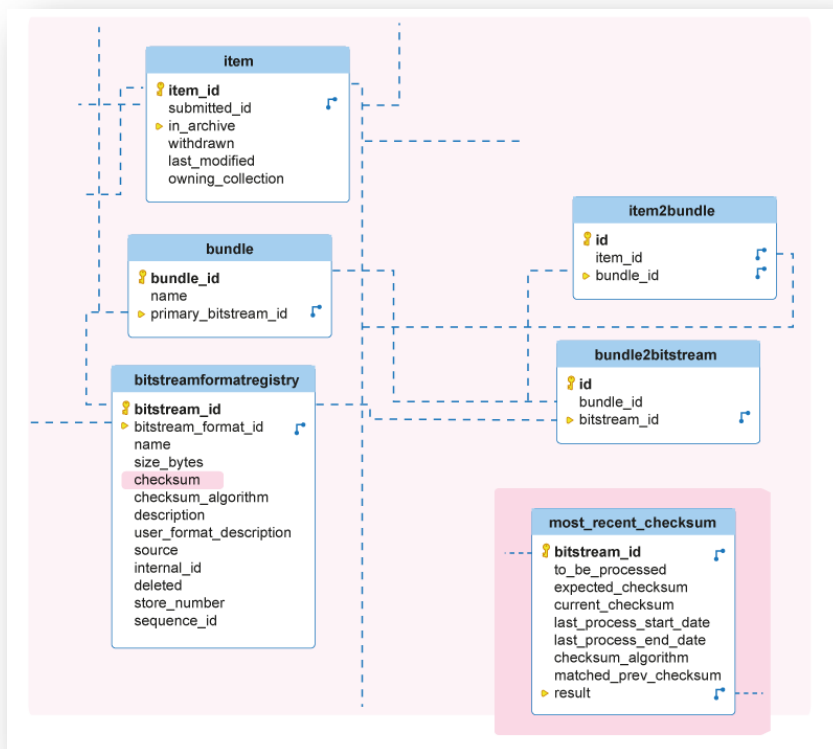 item
item_id
submitted_id
in_archive
withdrawn
last_modified
owning_collection
bundle
bundle_id
name
primary_bitstream_id
bitstreamformatregistry
bitstream_id
bitstream_format_id
name
size_bytes
checksum
checksum_algorithm
description
user_format_description
source
internal_id
deleted
store_number
sequence_id
item2bundle
id
item_id
bundle_id
bundle2bitstream
id
bundle_id
bitstream_id
most_recent_checksum
bitstream_id
to_be_processed
expected_checksum
current_checksum
last_process_start_date
last_process_end_date
checksum_algorithm
matched_prev_checksum
result